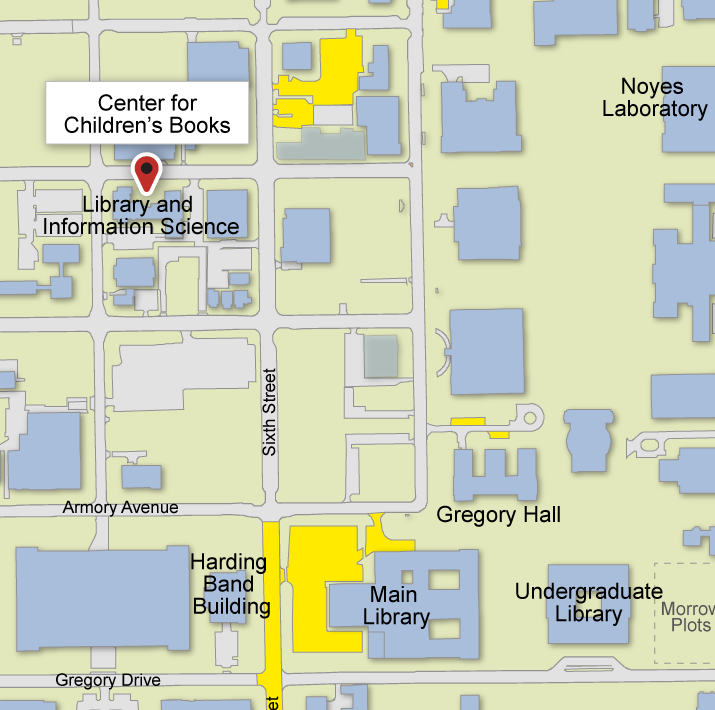 Noyes
Laboratory
Center for
Children's Books
Library and
Information Science
Sixth Street
Armory Avenue
Gregory Hall
Harding
Band
Building
Main
Library
Undergraduate
Library
Morrow
Plots
Gregory Drive
et